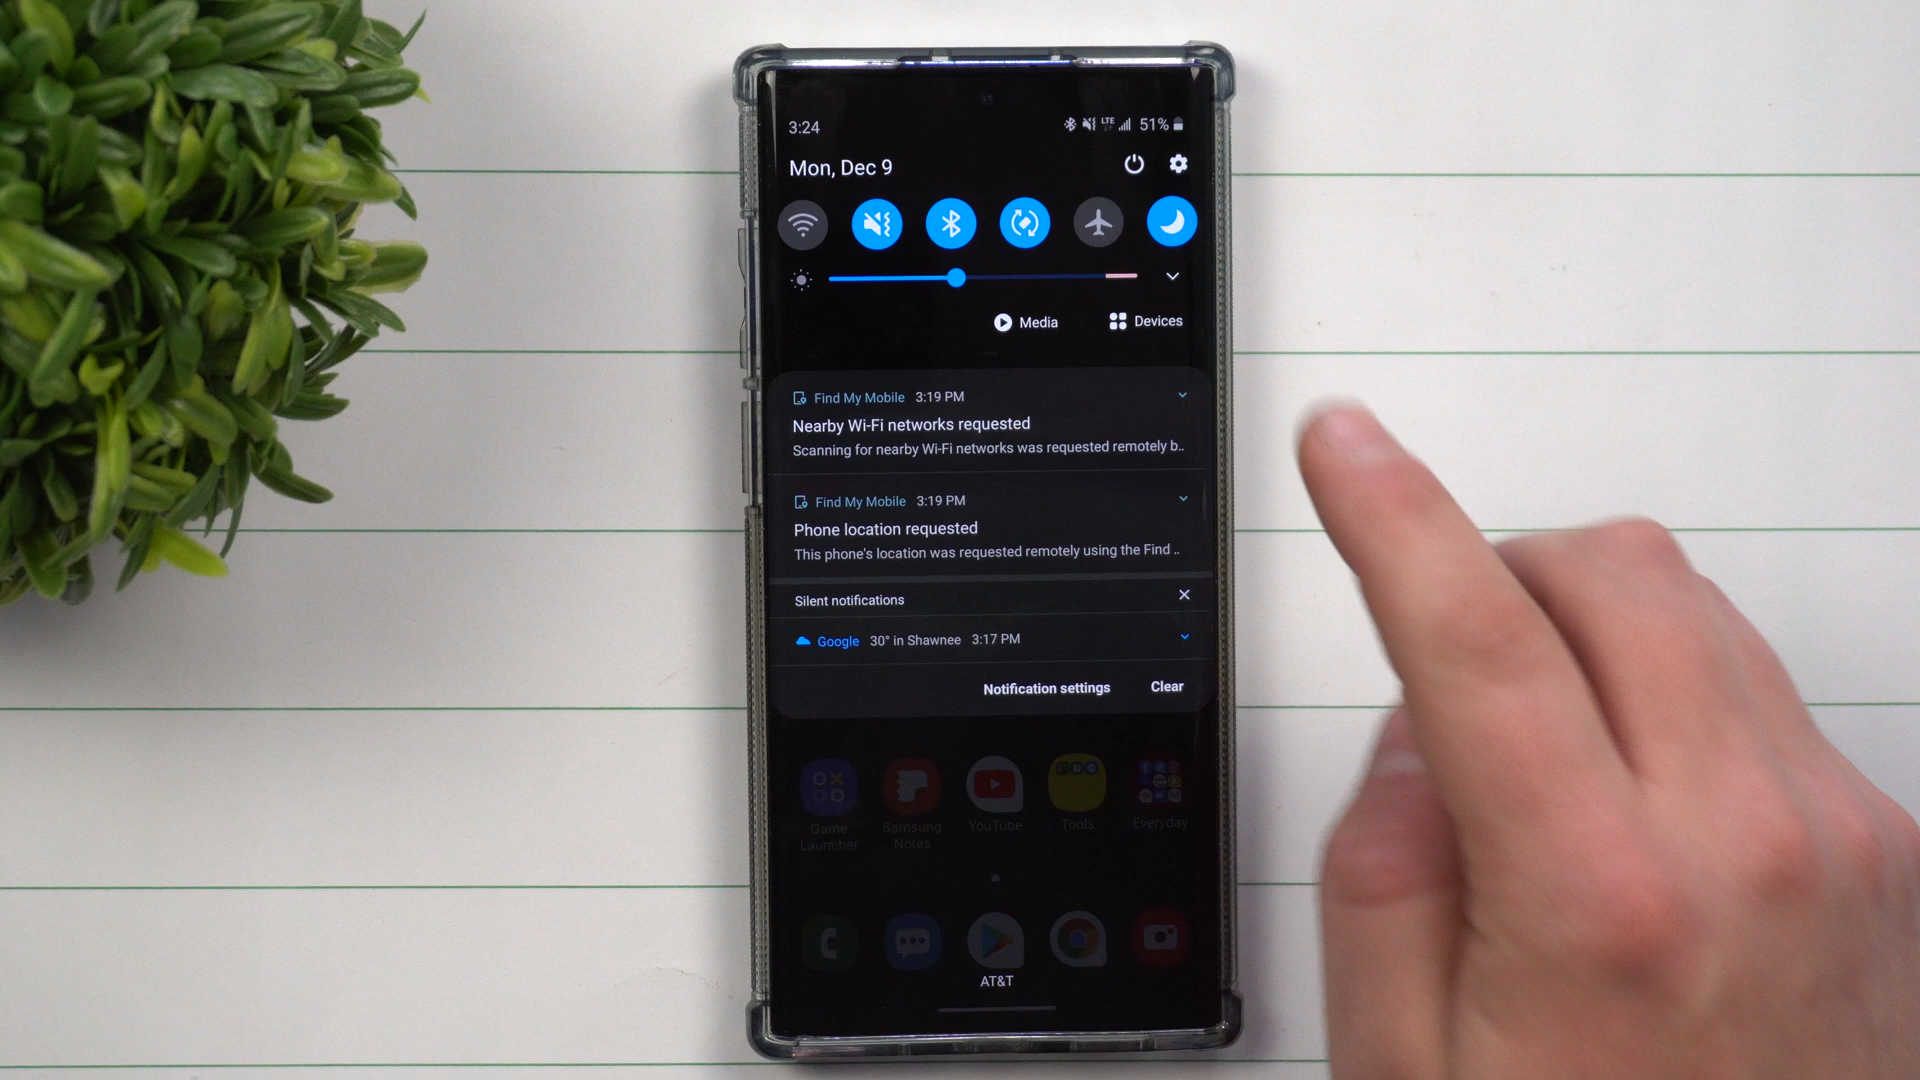 3:24
LTE 51%
Mon, Dec 9
Media Devices
Find My Mobile 3:19 PM
Nearby Wi-Fi networks requested
Scanning for nearby Wi-Fi networks was requested remotely b..
Find My Mobile 3:19 PM
Phone location requested
This phone's location was requested remotely using the Find ..
Silent notifications
Google 30° in Shawnee 3:17 PM
Notification settings Clear
Game Launcher
Samsung Notes
YouTube
Tools
Everyday
AT&T